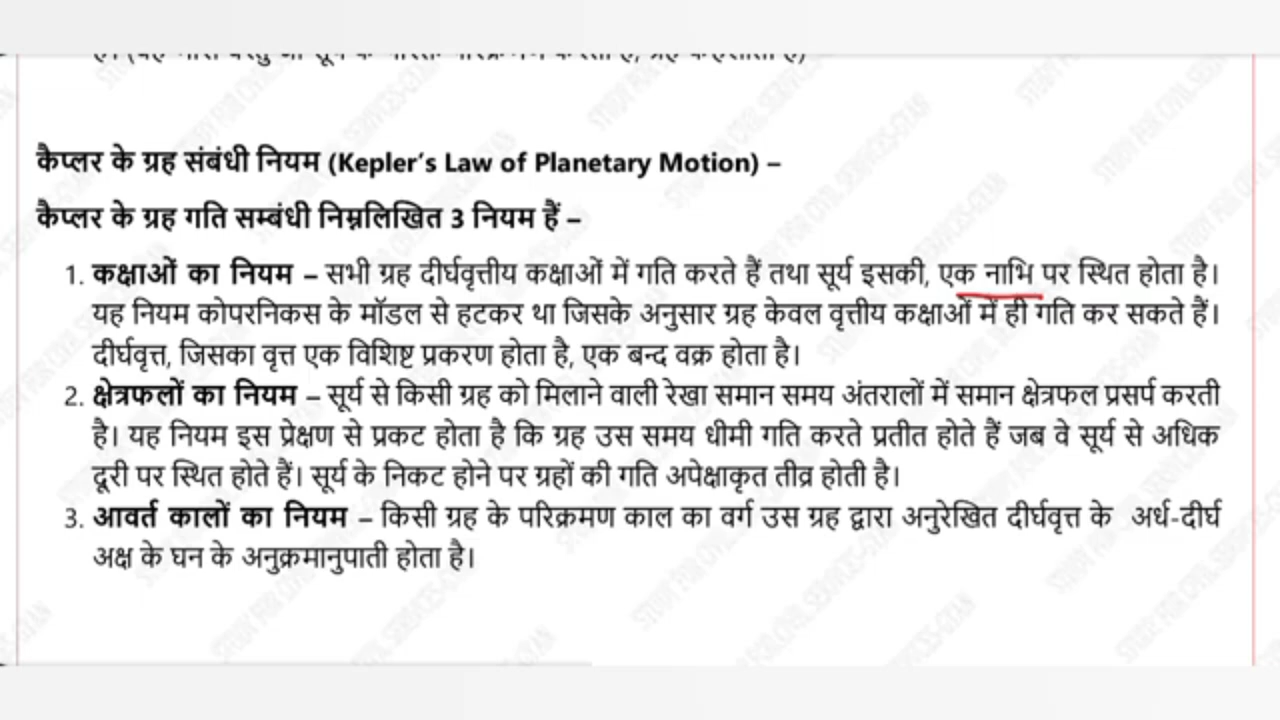 कैप्लर के ग्रह संबंधी नियम (Kepler's Law of Planetary Motion) –
कैप्लर के ग्रह गति सम्बंधी निम्नलिखित 3 नियम हैं –
1. कक्षाओं का नियम – सभी ग्रह दीर्घवृत्तीय कक्षाओं में गति करते हैं तथा सूर्य इसकी, एक नाभि पर स्थित होता है।
यह नियम कोपरनिकस के मॉडल से हटकर था जिसके अनुसार ग्रह केवल वृत्तीय कक्षाओं में ही गति कर सकते हैं।
दीर्घवृत्त, जिसका वृत्त एक विशिष्ट प्रकरण होता है, एक बन्द वक्र होता है।
2. क्षेत्रफलों का नियम – सूर्य से किसी ग्रह को मिलाने वाली रेखा समान समय अंतरालों में समान क्षेत्रफल प्रसर्प करती
है। यह नियम इस प्रेक्षण से प्रकट होता है कि ग्रह उस समय धीमी गति करते प्रतीत होते हैं जब वे सूर्य से अधिक
दूरी पर स्थित होते हैं। सूर्य के निकट होने पर ग्रहों की गति अपेक्षाकृत तीव्र होती है।
3. आवर्त कालों का नियम – किसी ग्रह के परिक्रमण काल का वर्ग उस ग्रह द्वारा अनुरेखित दीर्घवृत्त के अर्ध-दीर्घ
अक्ष के घन के अनुक्रमानुपाती होता है।